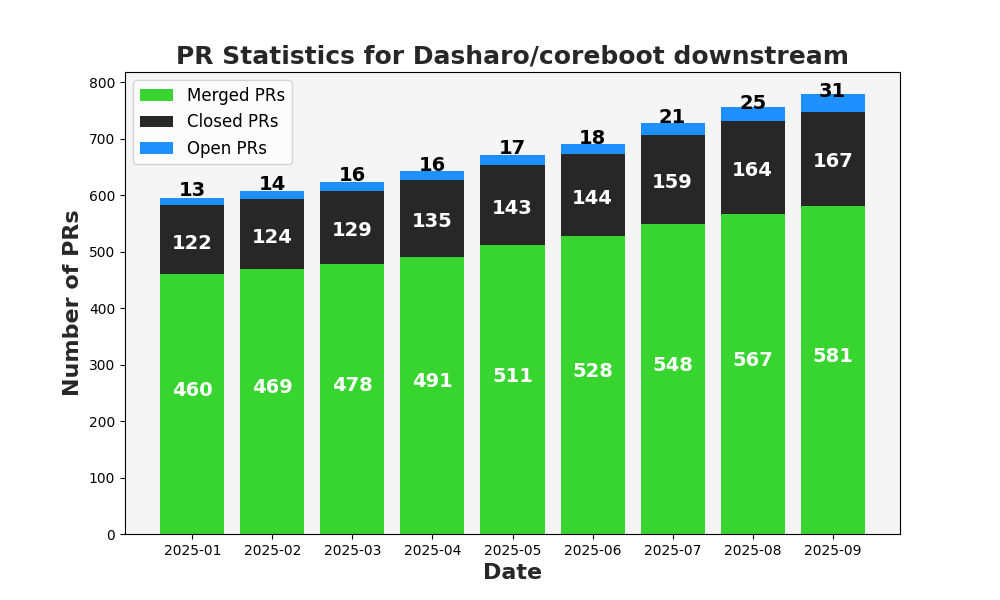 PR Statistics for Dasharo/coreboot downstream
Merged PRs
Closed PRs
Open PRs
Number of PRs
800
700
600
500
400
300
200
100
0
13 14 16 16 17 18 21 25 31
122 124 129 135 143 144 159 164 167
460 469 478 491 511 528 548 567 581
2025-01 2025-02 2025-03 2025-04 2025-05 2025-06 2025-07 2025-08 2025-09
Date